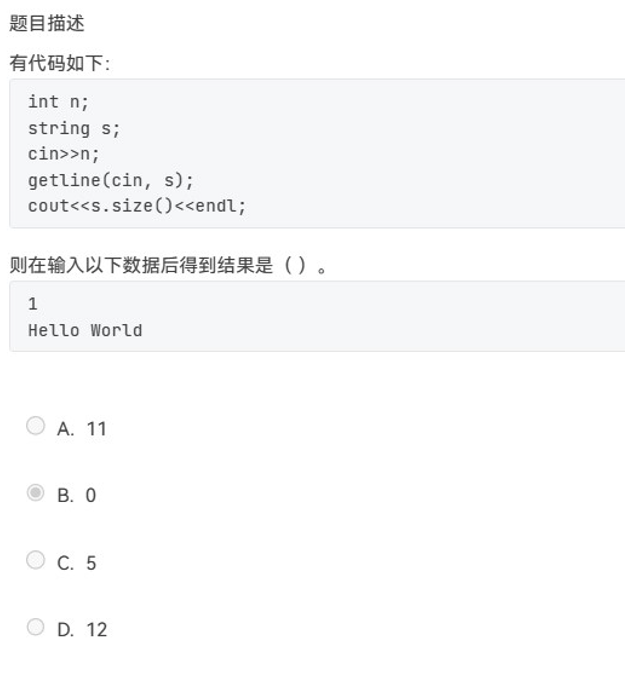 题目描述
有代码如下：
int n;
string s;
cin>>n;
getline(cin, s);
cout<<s.size()<<endl;
则在输入以下数据后得到结果是（ ）。
1
Hello World
A. 11
B. 0
C. 5
D. 12